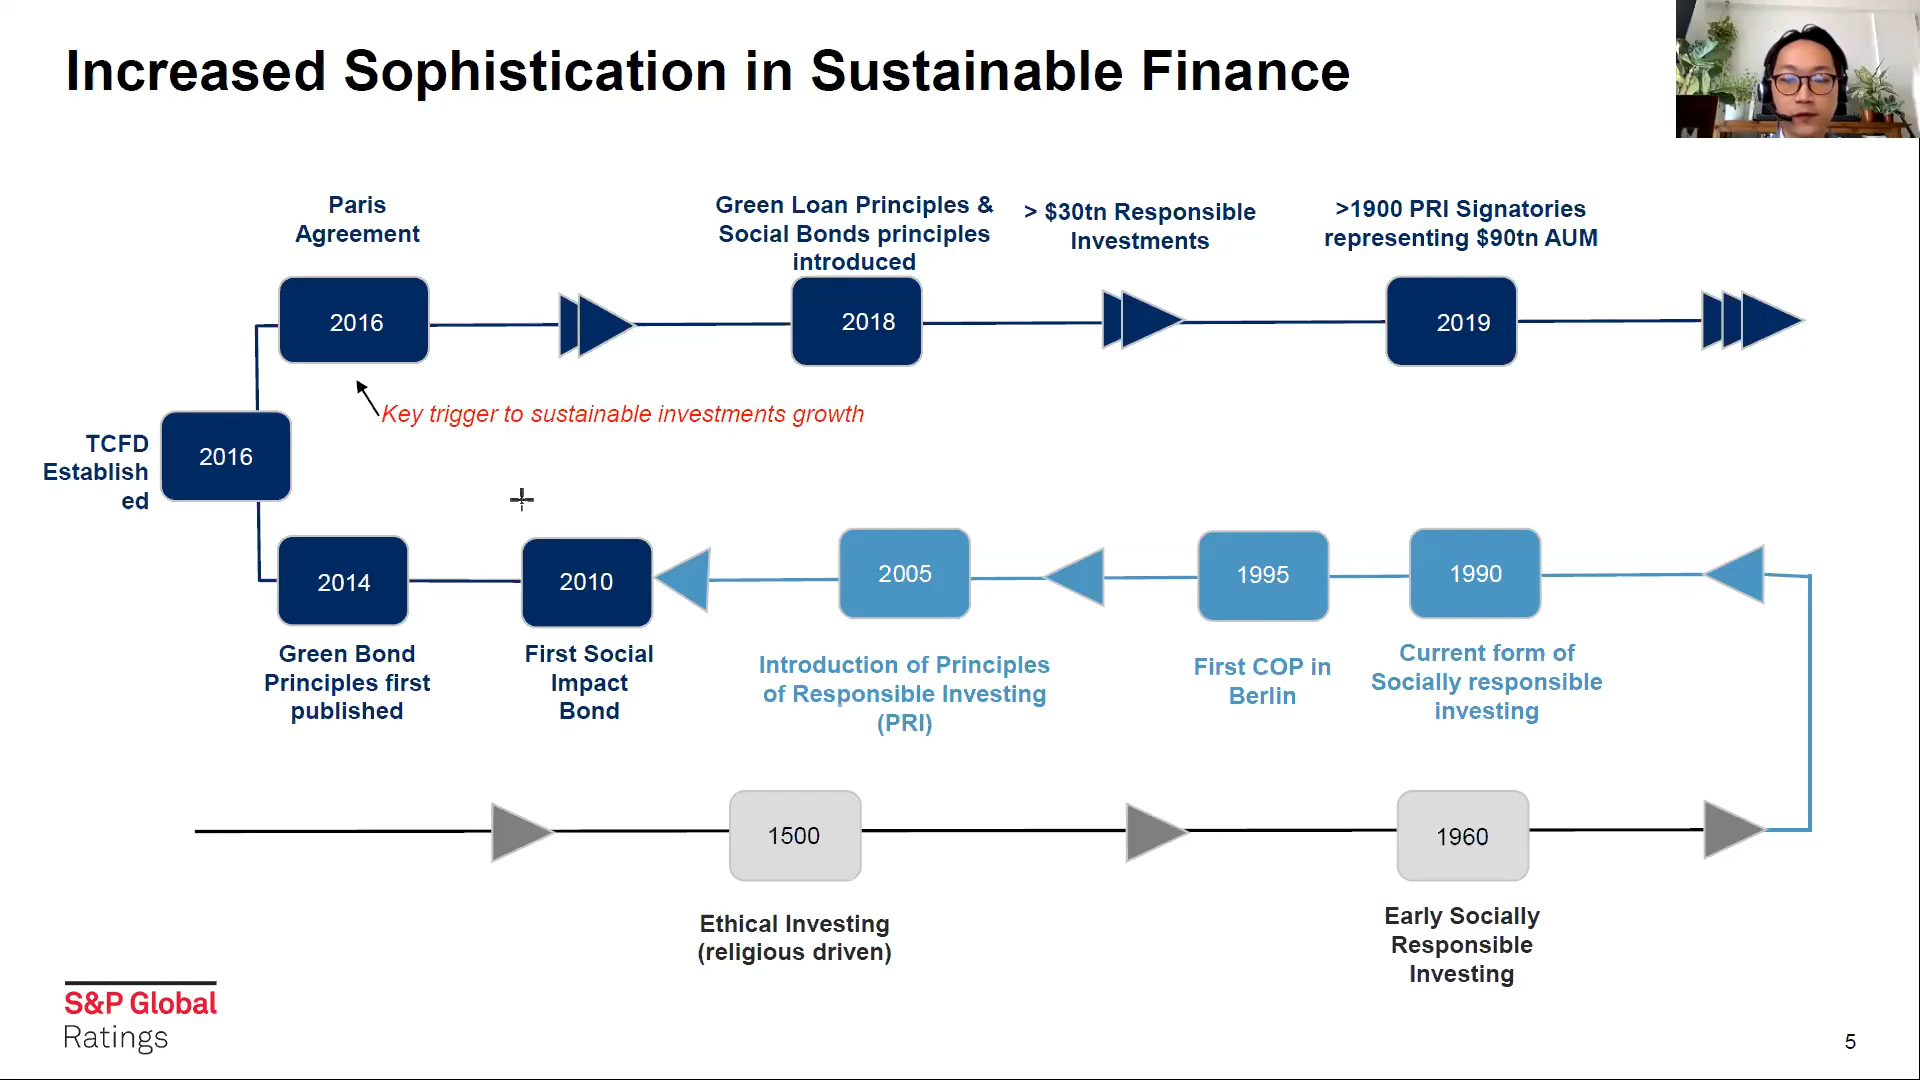 Increased Sophistication in Sustainable Finance
Paris
Agreement
Green Loan Principles &
Social Bonds principles
introduced
> $30tn Responsible
Investments
>1900 PRI Signatories
representing $90tn AUM
2016
2018
2019
Key trigger to sustainable investments growth
TCFD
Establish
ed
2016
2014
2010
2005
1995
1990
Green Bond
Principles first
published
First Social
Impact
Bond
Introduction of Principles
of Responsible Investing
(PRI)
First COP in
Berlin
Current form of
Socially responsible
investing
1500
1960
Ethical Investing
(religious driven)
Early Socially
Responsible
Investing
S&P Global
Ratings
5